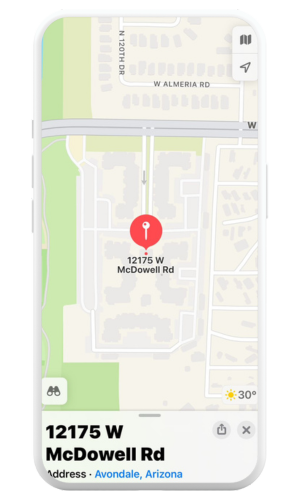 N 120TH DR
W ALMERIA RD
W
12175 W
McDowell Rd
30°
12175 W
McDowell Rd
Address · Avondale, Arizona